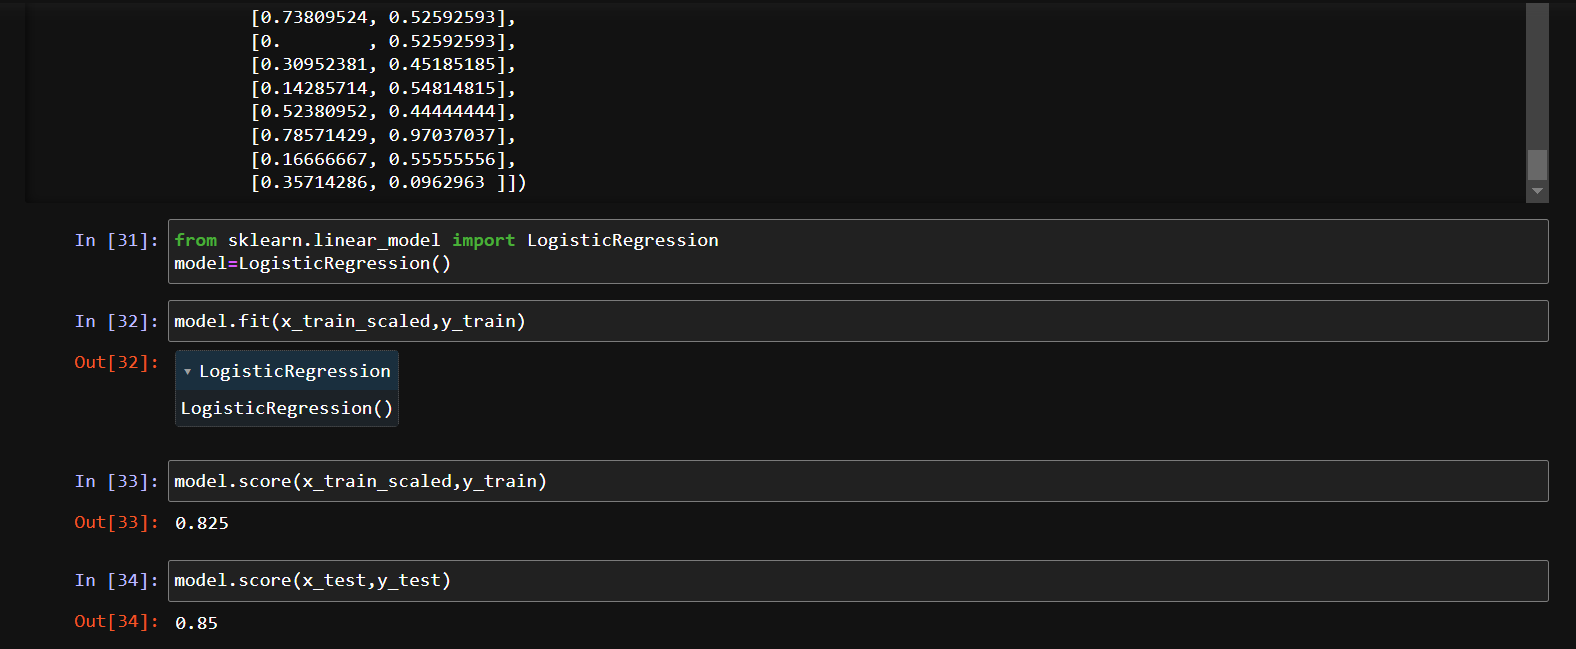 [0.73809524, 0.52592593],
[0.        , 0.52592593],
[0.30952381, 0.45185185],
[0.14285714, 0.54814815],
[0.52380952, 0.44444444],
[0.78571429, 0.97037037],
[0.16666667, 0.55555556],
[0.35714286, 0.0962963 ]])
In [31]: from sklearn.linear_model import LogisticRegression
model=LogisticRegression()
In [32]: model.fit(x_train_scaled,y_train)
Out[32]: ▾ LogisticRegression
LogisticRegression()
In [33]: model.score(x_train_scaled,y_train)
Out[33]: 0.825
In [34]: model.score(x_test,y_test)
Out[34]: 0.85